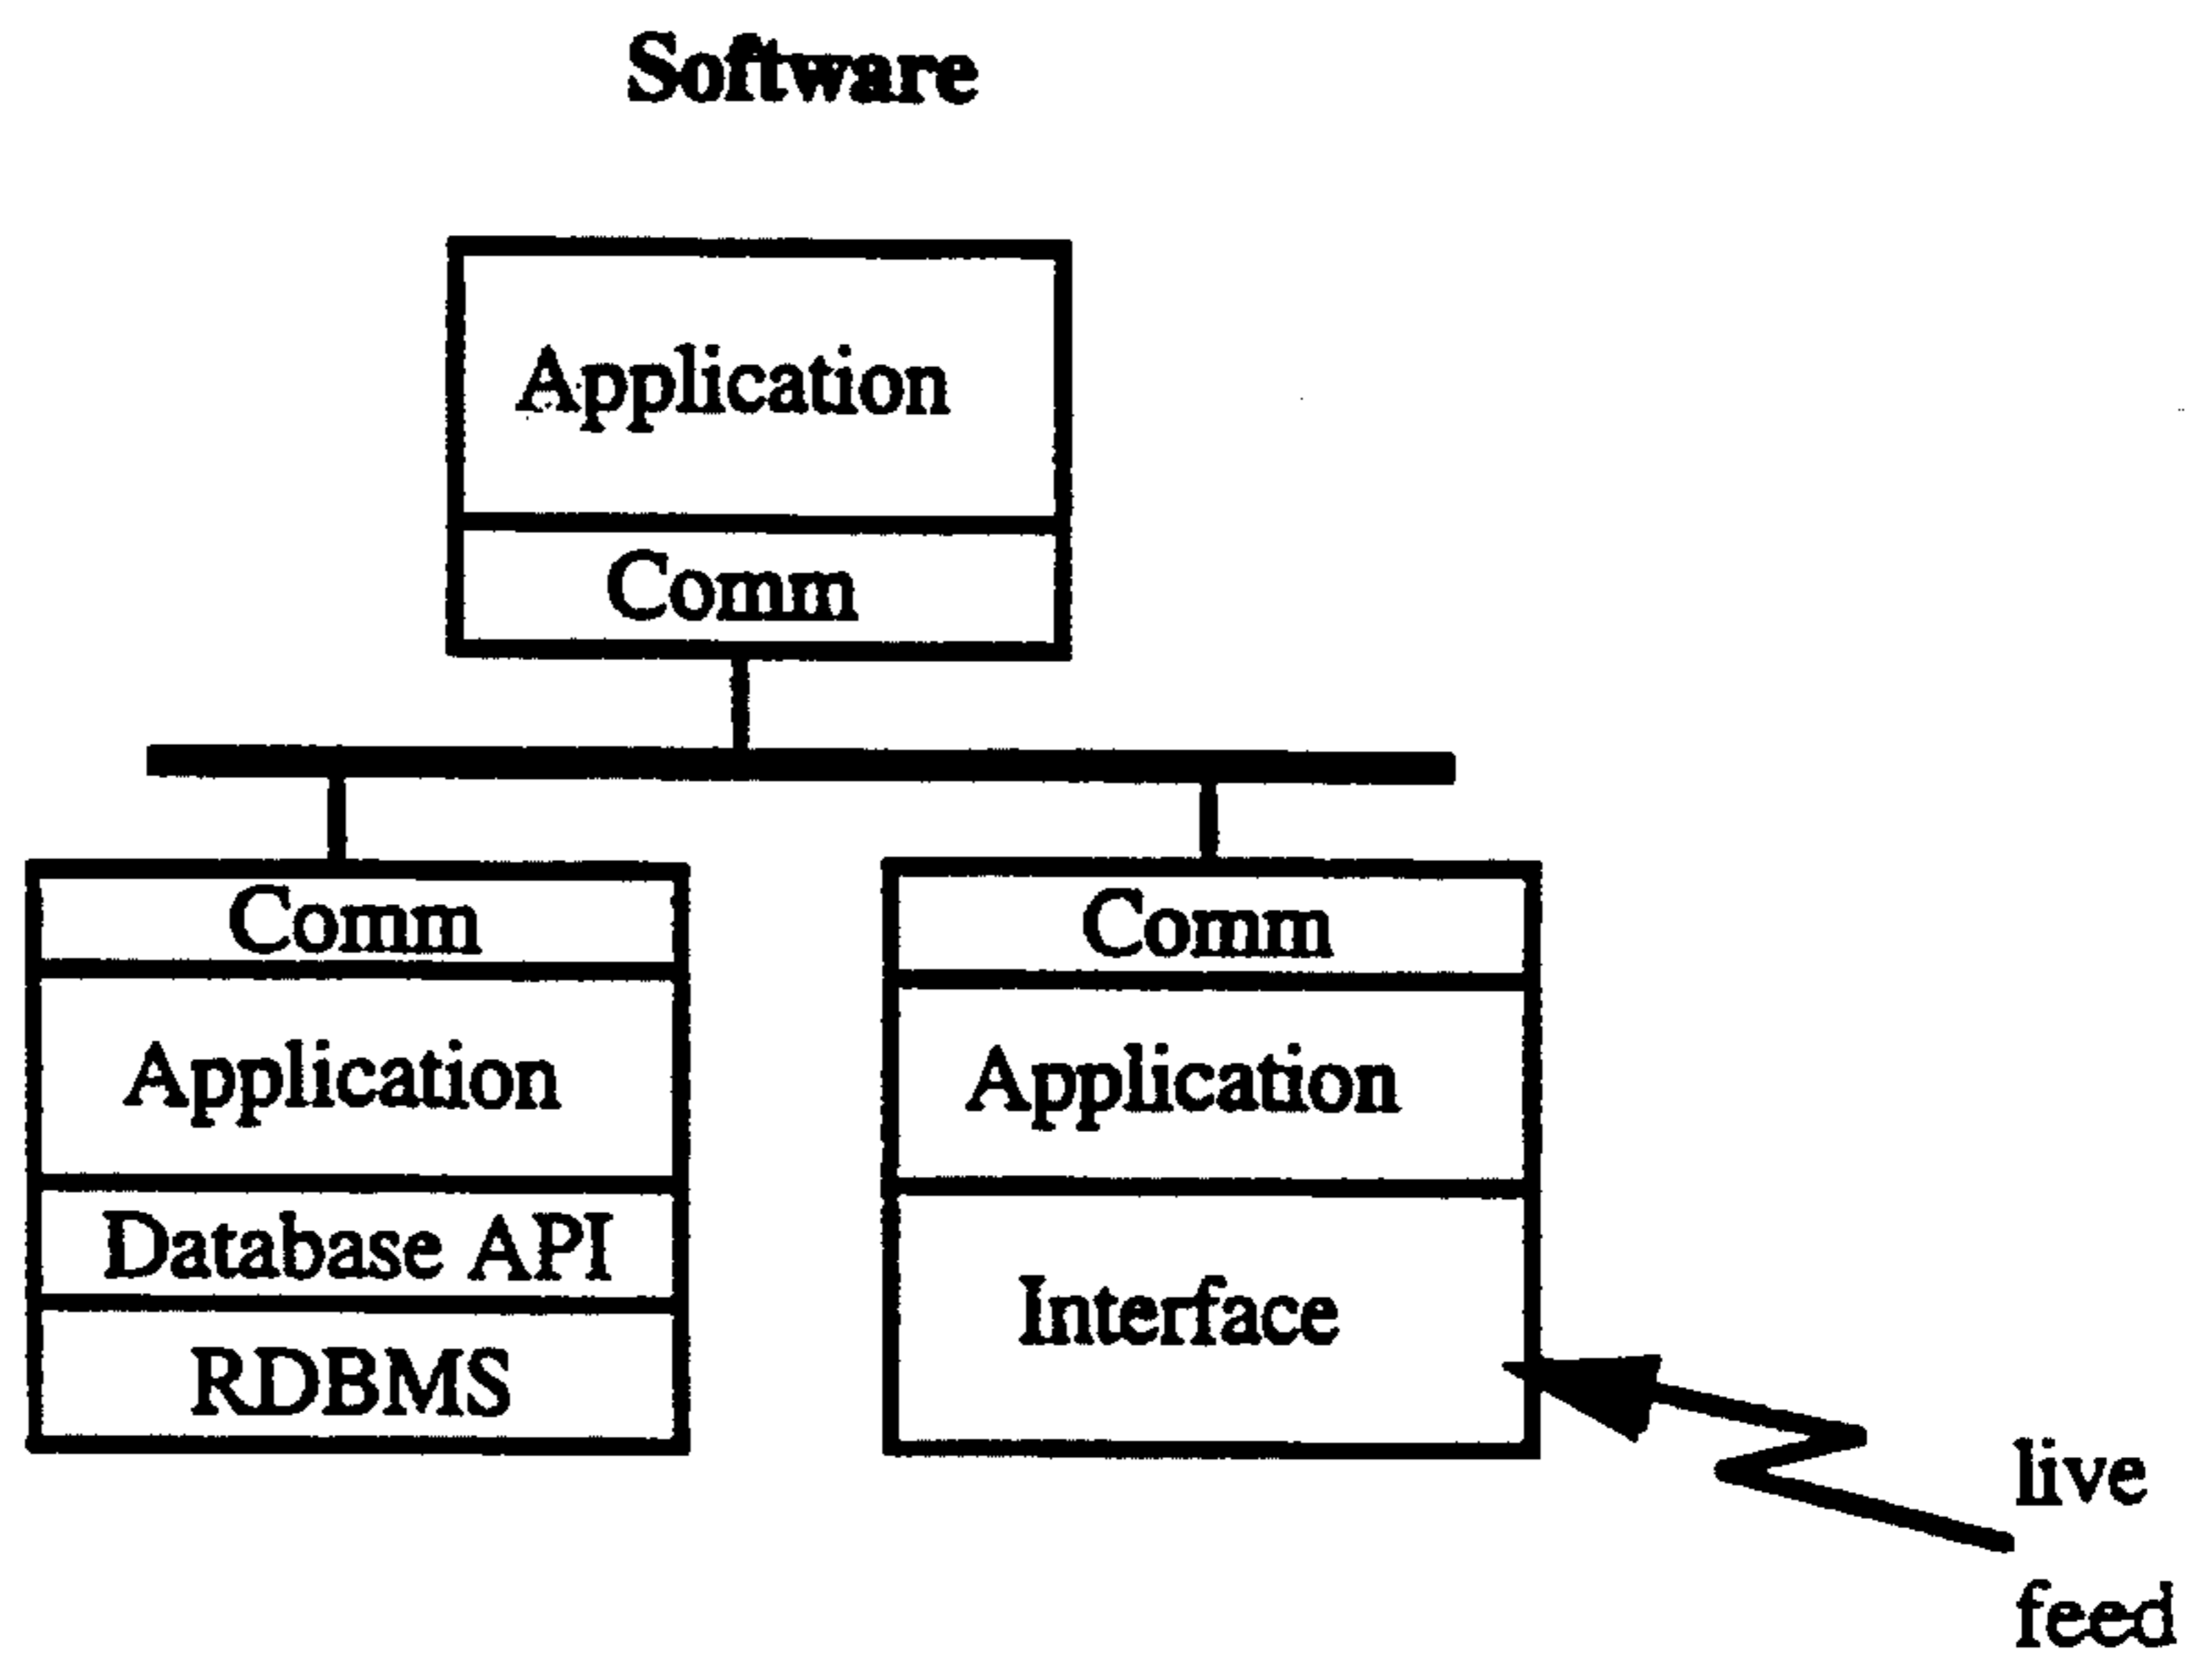 Software
Application
Comm
Comm
Application
Database API
RDBMS
Comm
Application
Interface
live
feed